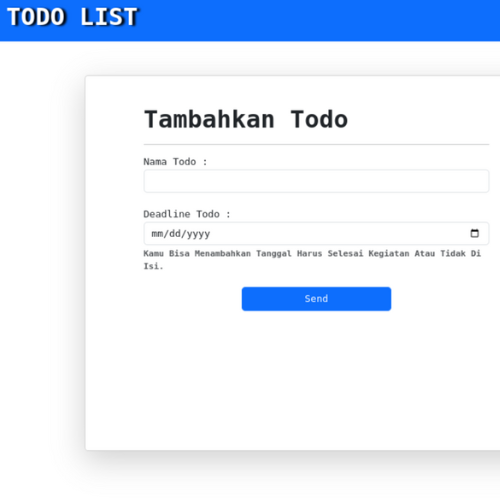 TODO LIST
Tambahkan Todo
Nama Todo :
Deadline Todo :
mm/dd/yyyy
Kamu Bisa Menambahkan Tanggal Harus Selesai Kegiatan Atau Tidak Di
Isi.
Send